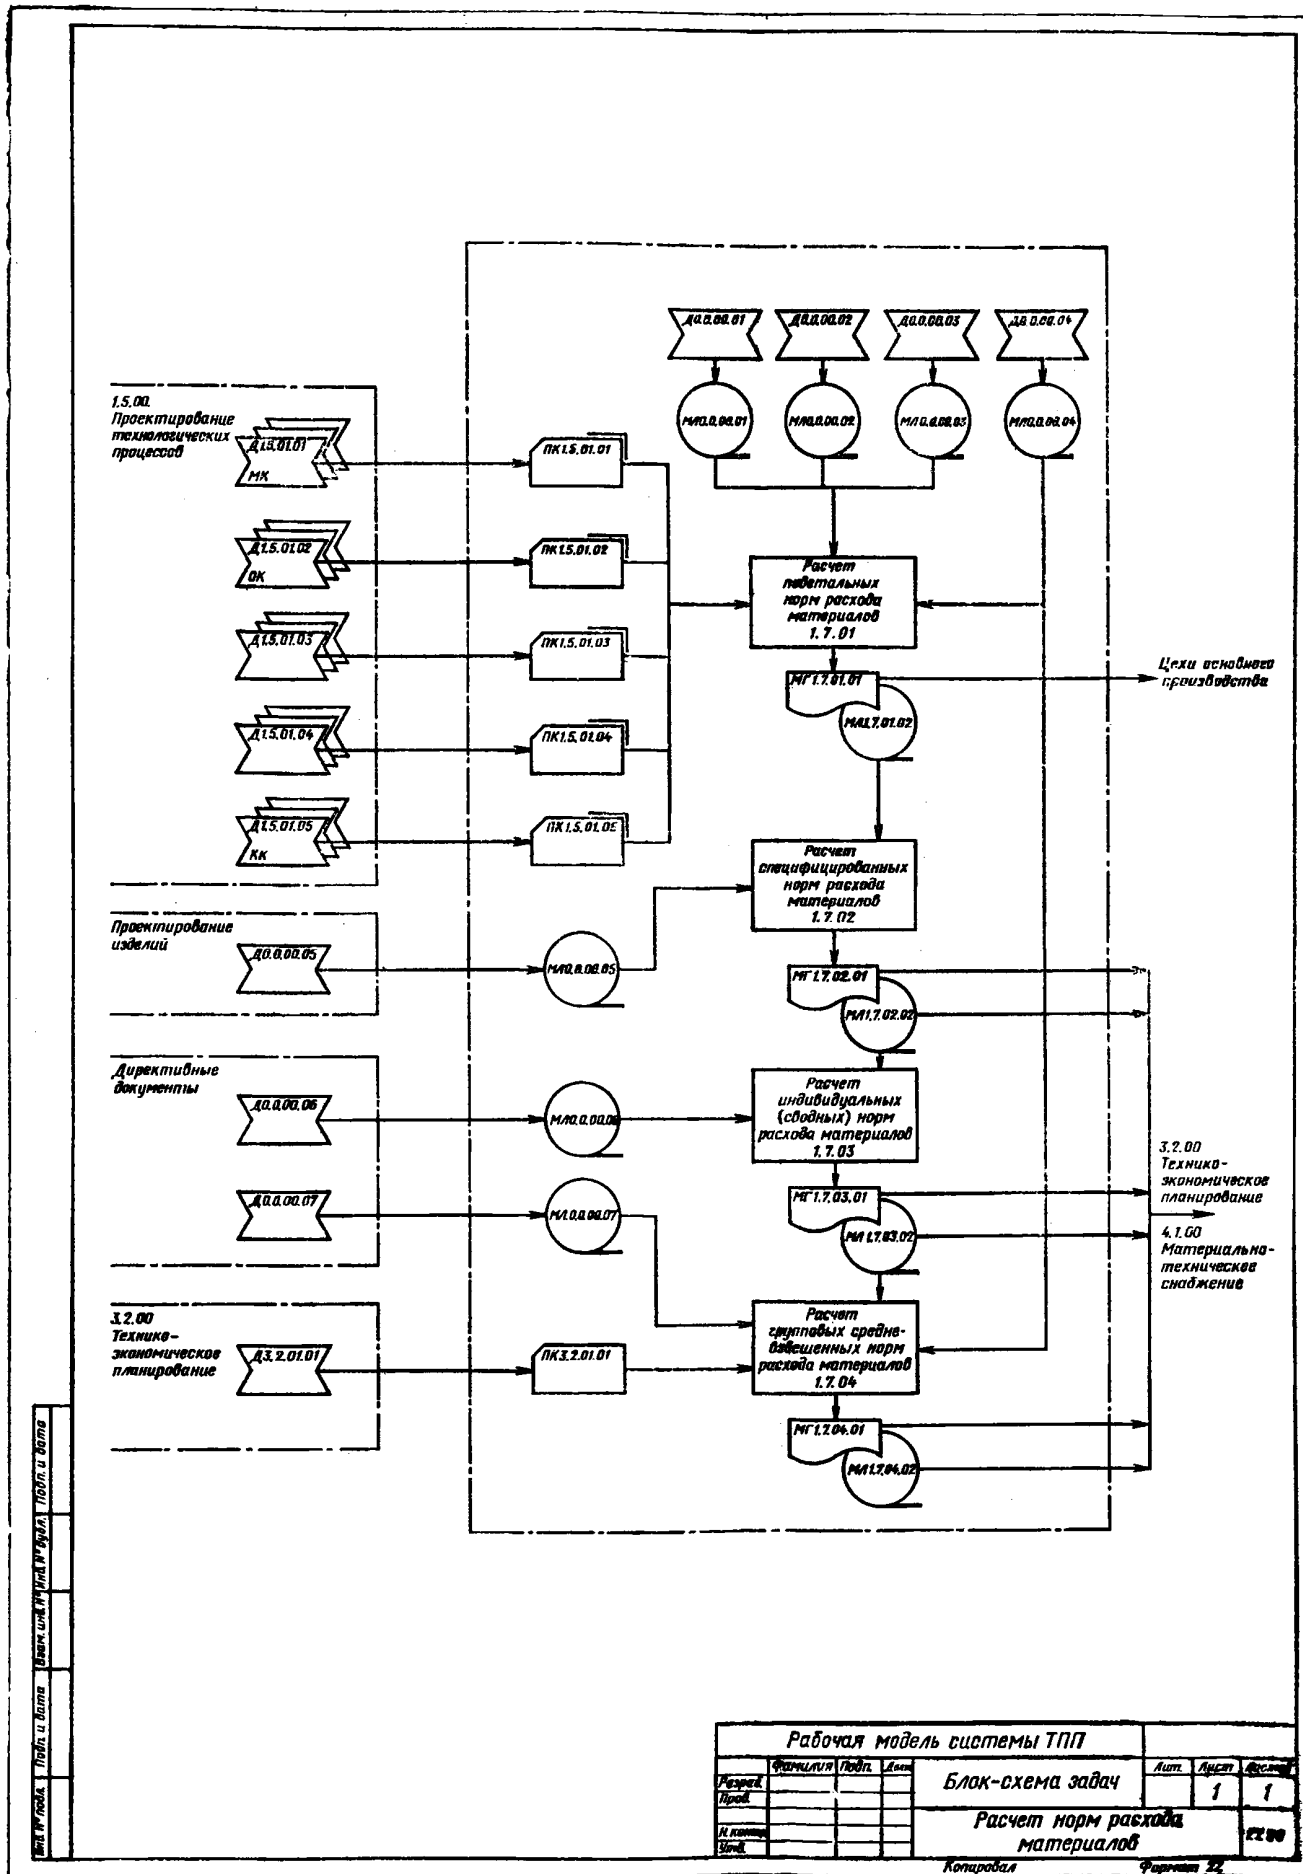 Д0.0.00.01
Д0.0.00.02
Д0.0.00.03
Д0.0.00.04
МЛ0.0.00.01
МЛ0.0.00.02
МЛ0.0.00.03
МЛ0.0.00.04
1.5.00.
Проектирование
технологических
процессов
Д1.5.01.01
МК
ПК1.5.01.01
Д1.5.01.02
ОК
ПК1.5.01.02
Д1.5.01.03
ПК1.5.01.03
Д1.5.01.04
ПК1.5.01.04
Д1.5.01.05
КК
ПК1.5.01.05
Расчет
подетальных
норм расхода
материалов
1.7.01
МГ1.7.01.01
МЛ1.7.01.02
Цехи основного
производства
Расчет
специфицированных
норм расхода
материалов
1.7.02
Проектирование
изделий
Д0.0.00.05
МЛ0.0.00.05
МГ1.7.02.01
МЛ1.7.02.02
Директивные
документы
Д0.0.00.06
МЛ0.0.00.06
Расчет
индивидуальных
(сводных) норм
расхода материалов
1.7.03
Д0.0.00.07
МЛ0.0.00.07
МГ1.7.03.01
МЛ1.7.03.02
3.2.00
Технико-
экономическое
планирование
4.1.00
Материально-
техническое
снабжение
3.2.00
Технико-
экономическое
планирование
Д3.2.01.01
ПК3.2.01.01
Расчет
групповых средне-
взвешенных норм
расхода материалов
1.7.04
МГ1.7.04.01
МЛ1.7.04.02
Подп. и дата
Инв. № дубл.
Взам. инв. №
Подп. и дата
Инв. № подл.
Рабочая модель системы ТПП
Фамилия
Подп.
Дата
Блок-схема задач
Лит.
Лист
Листов
1
1
Разраб.
Пров.
Н. контр.
Утв.
Расчет норм расхода
материалов
Копировал
Формат 22